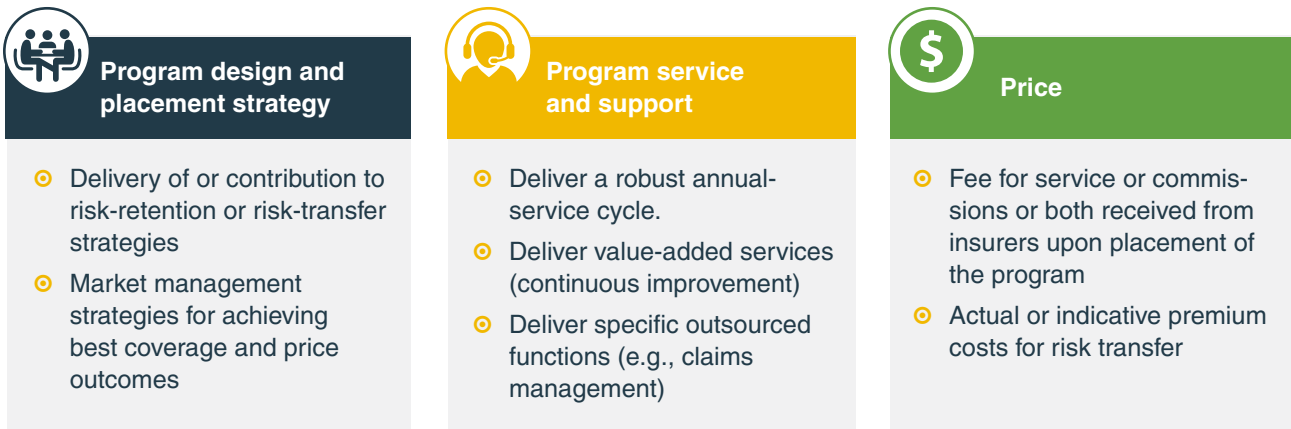 Program design and
placement strategy
Delivery of or contribution to
risk-retention or risk-transfer
strategies
Market management
strategies for achieving
best coverage and price
outcomes
Program service
and support
Deliver a robust annual-
service cycle.
Deliver value-added services
(continuous improvement)
Deliver specific outsourced
functions (e.g., claims
management)
$
Price
Fee for service or commis-
sions or both received from
insurers upon placement of
the program
Actual or indicative premium
costs for risk transfer